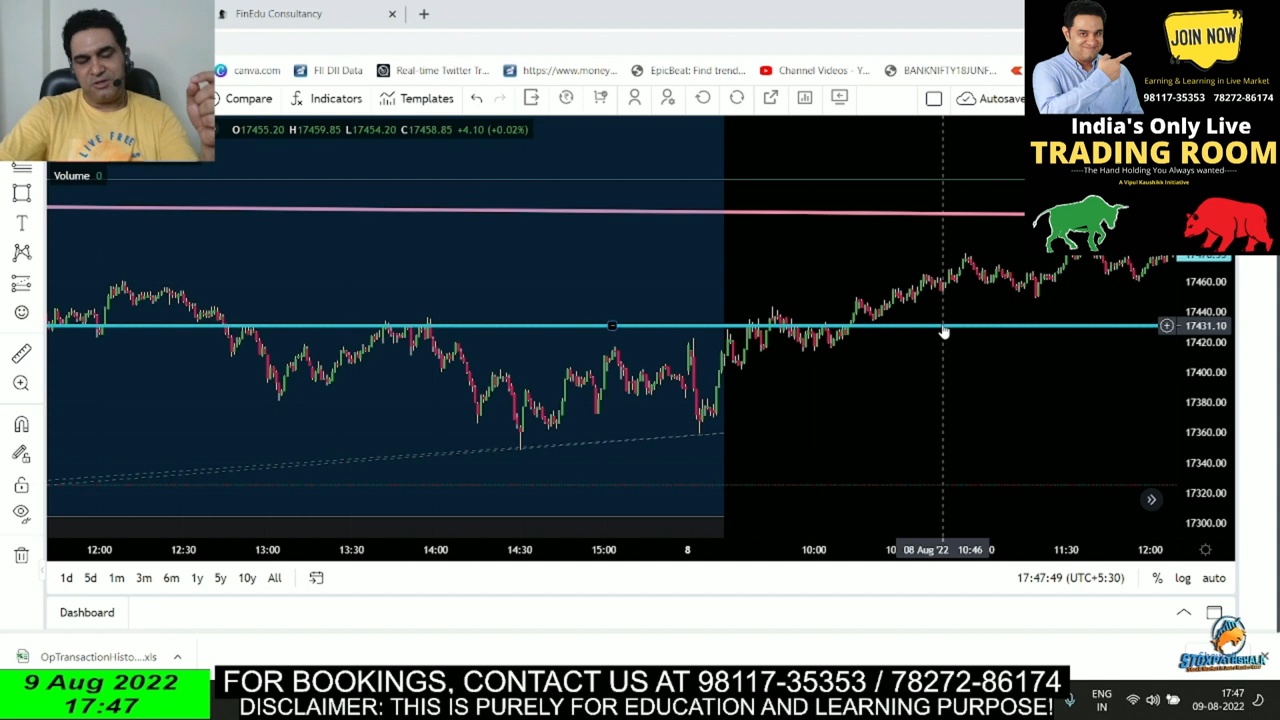 FinEdu Consultancy
canva.com FII DII Data Real-time Twitter Tr... https://www.money... EpicBeat: Find trend... Channel Videos - Y... BANKNIFTY18JUNF...
Compare Indicators Templates Autosave
O17455.20 H17459.85 L17454.20 C17458.85 +4.10 (+0.02%)
Volume 0
LIVE FREE
JOIN NOW
Earning & Learning in Live Market
98117-35353 78272-86174
India's Only Live
TRADING ROOM
-----The Hand Holding You Always wanted-----
A Vipul Kaushikk Initiative
17460.00
17440.00
17431.10
17420.00
17400.00
17380.00
17360.00
17340.00
17320.00
17300.00
12:00 12:30 13:00 13:30 14:00 14:30 15:00 8 10:00 08 Aug '22 10:46 11:30 12:00
1d 5d 1m 3m 6m 1y 5y 10y All 17:47:49 (UTC+5:30) % log auto
Dashboard
OpTransactionHisto....xls
STOXPATHSHALA
9 Aug 2022
17:47
FOR BOOKINGS, CONTACT US AT 98117-35353 / 78272-86174
DISCLAIMER: THIS IS PURELY FOR EDUCATION AND LEARNING PURPOSE!
ENG
IN
17:47
09-08-2022